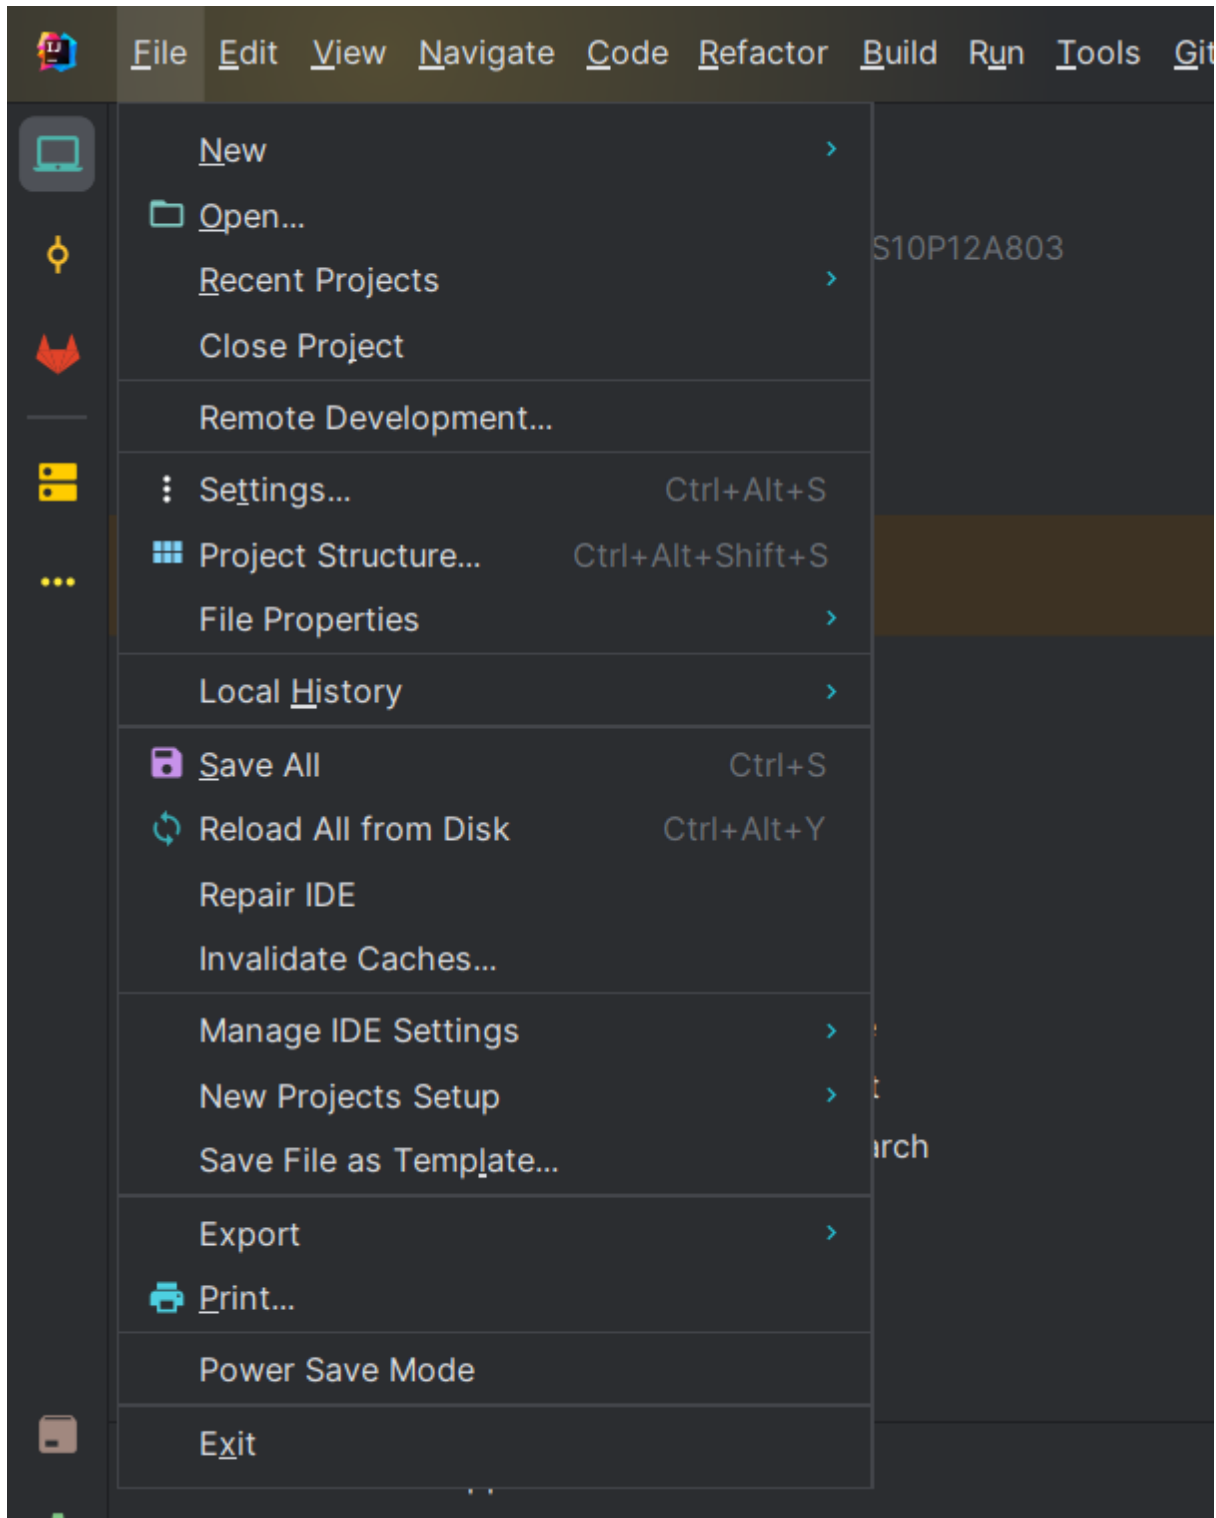 IJ
File Edit View Navigate Code Refactor Build Run Tools Git
New
Open...
S10P12A803
Recent Projects
Close Project
Remote Development...
Settings... Ctrl+Alt+S
Project Structure... Ctrl+Alt+Shift+S
File Properties
Local History
Save All Ctrl+S
Reload All from Disk Ctrl+Alt+Y
Repair IDE
Invalidate Caches...
Manage IDE Settings
New Projects Setup
t
Save File as Template...
arch
Export
Print...
Power Save Mode
Exit